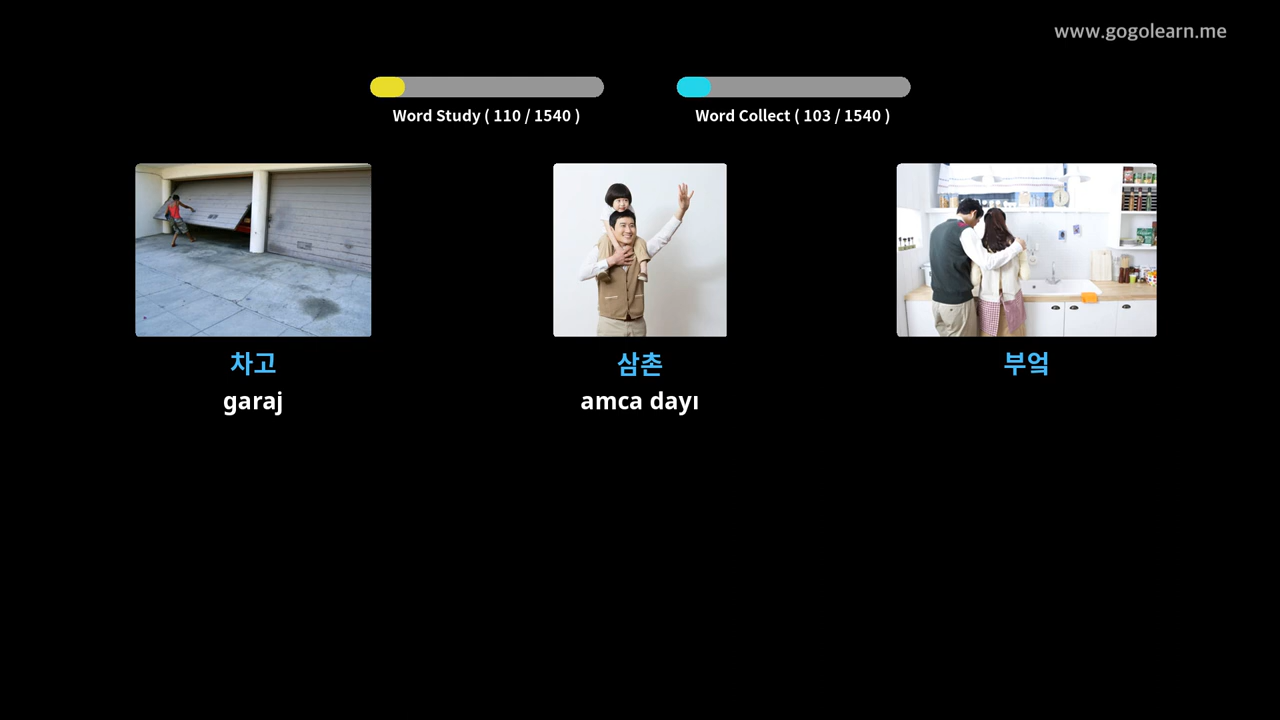 www.gogolearn.me
Word Study ( 110 / 1540 )
Word Collect ( 103 / 1540 )
차고
삼촌
부엌
garaj
amca dayı